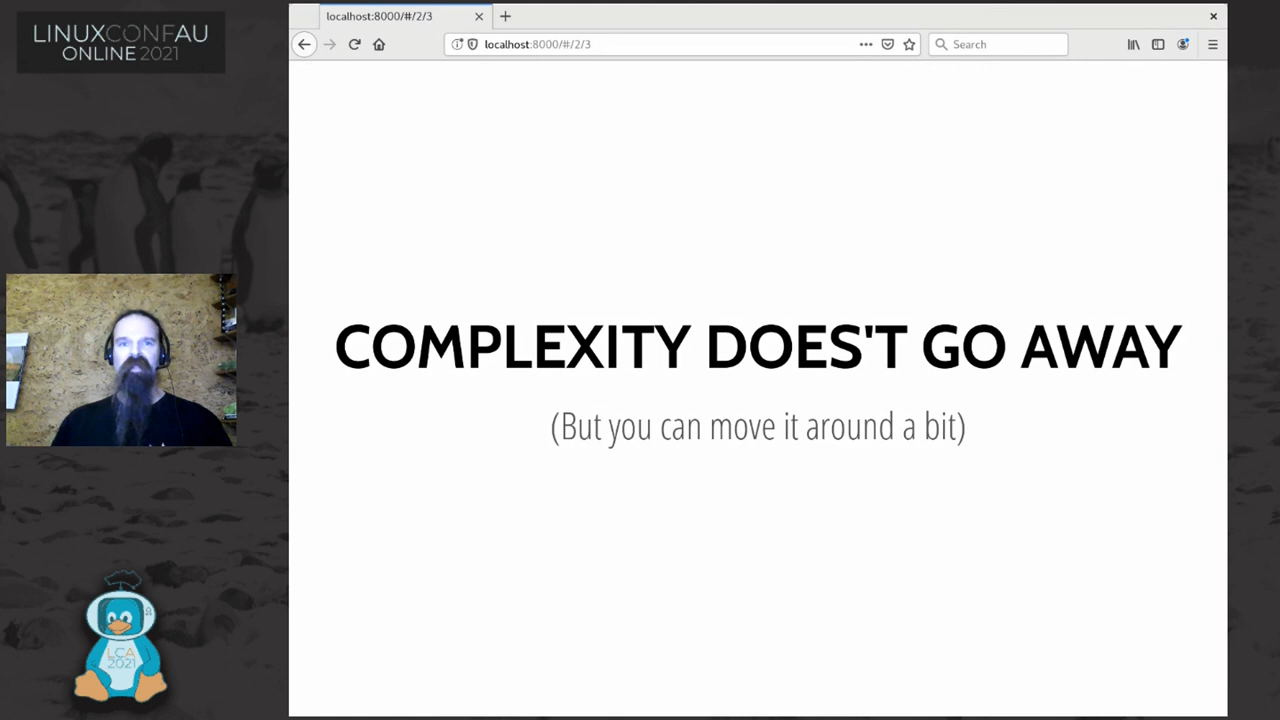 LINUXCONFAU
ONLINE 2021
localhost:8000/#/2/3
localhost:8000/#/2/3
Search
COMPLEXITY DOES'T GO AWAY
(But you can move it around a bit)
LCA
2021